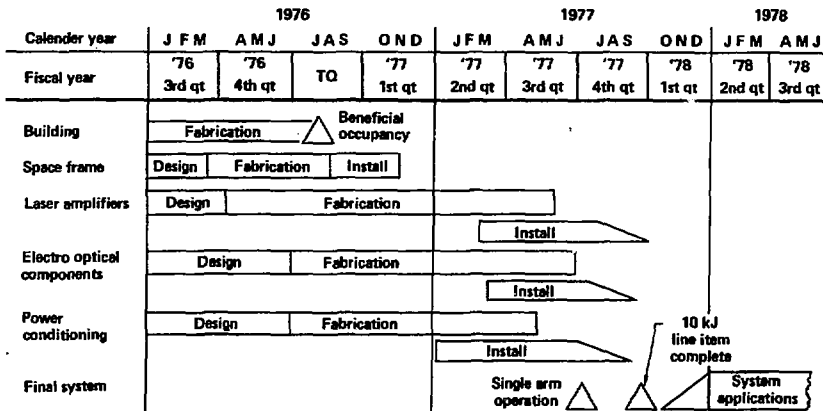 1976 1977 1978
Calender year J F M A M J J A S O N D J F M A M J J A S O N D J F M A M J
Fiscal year '76 3rd qt '76 4th qt TQ '77 1st qt '77 2nd qt '77 3rd qt '77 4th qt '78 1st qt '78 2nd qt '78 3rd qt
Building Fabrication Beneficial occupancy
Space frame Design Fabrication Install
Laser amplifiers Design Fabrication
Install
Electro optical components Design Fabrication
Install
Power conditioning Design Fabrication
Install
10 kJ line item complete
Final system Single arm operation System applications